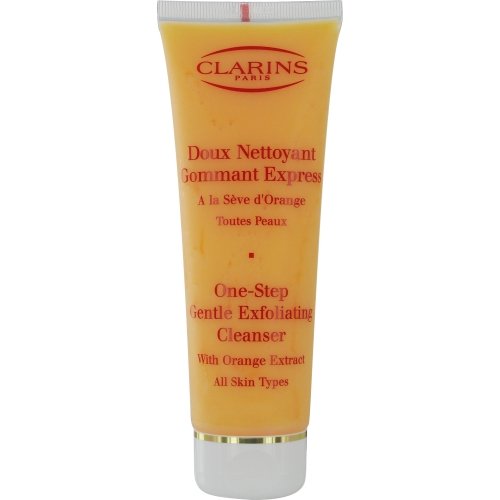 CLARINS
PARIS
Doux Nettoyant
Gommant Express
A la Sève d'Orange
Toutes Peaux
One-Step
Gentle Exfoliating
Cleanser
With Orange Extract
All Skin Types